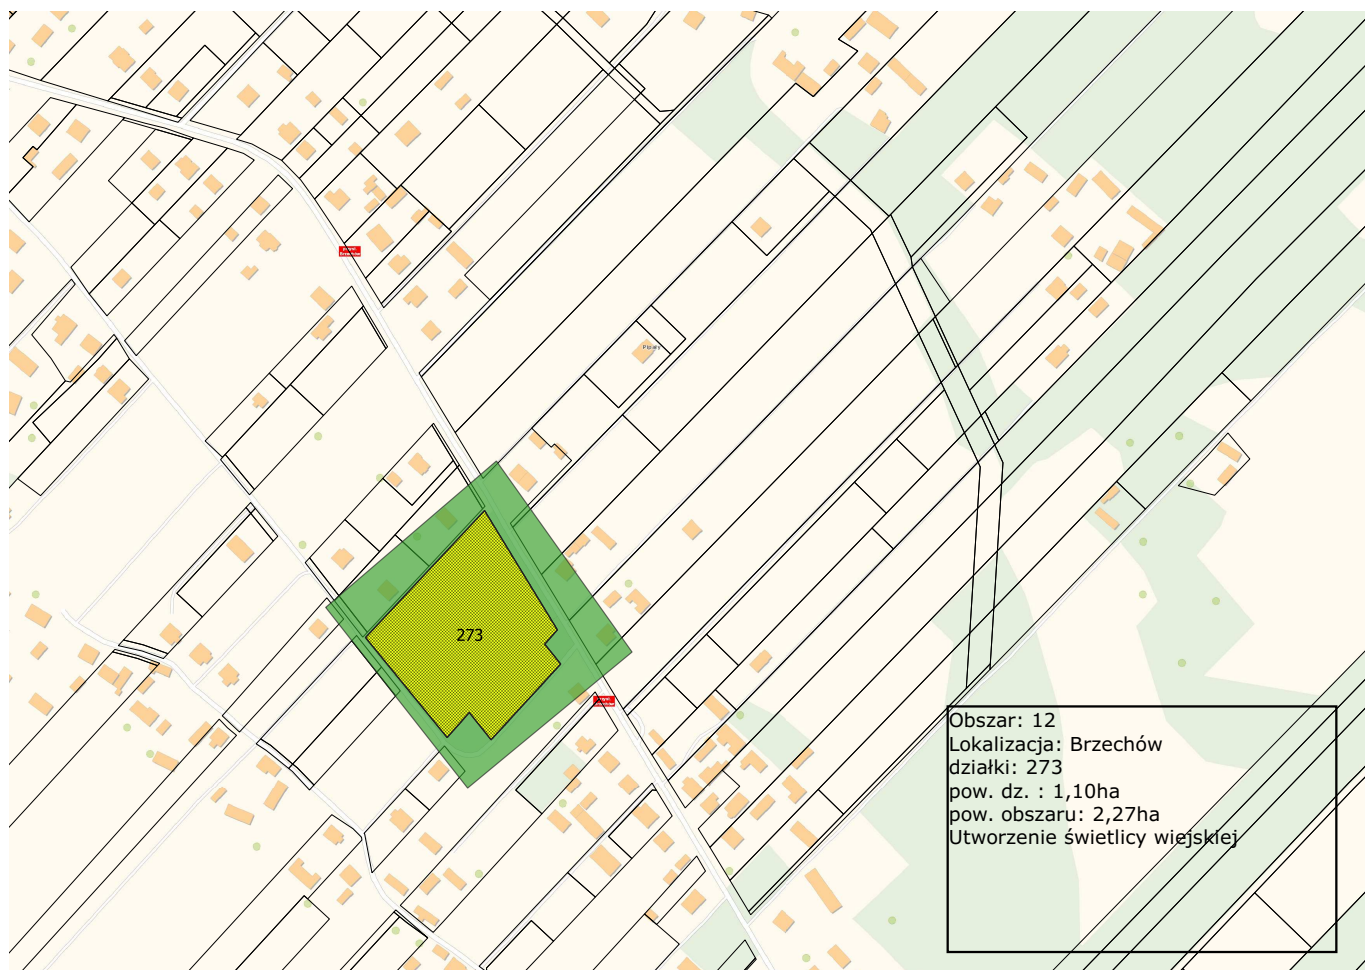 273
Obszar: 12
Lokalizacja: Brzechów
działki: 273
pow. dz. : 1,10ha
pow. obszaru: 2,27ha
Utworzenie świetlicy wiejskiej